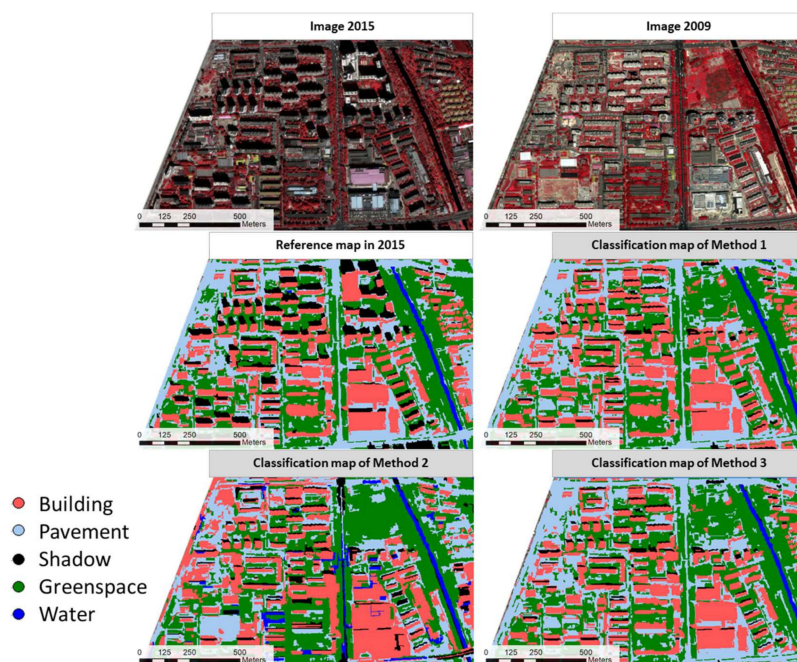 Image 2015
Image 2009
0 125 250 500
Meters
0 125 250 500
Meters
Reference map in 2015
Classification map of Method 1
0 125 250 500
Meters
0 125 250 500
Meters
Classification map of Method 2
Classification map of Method 3
Building
Pavement
Shadow
Greenspace
Water
0 125 250 500
Meters
0 125 250 500
Meters